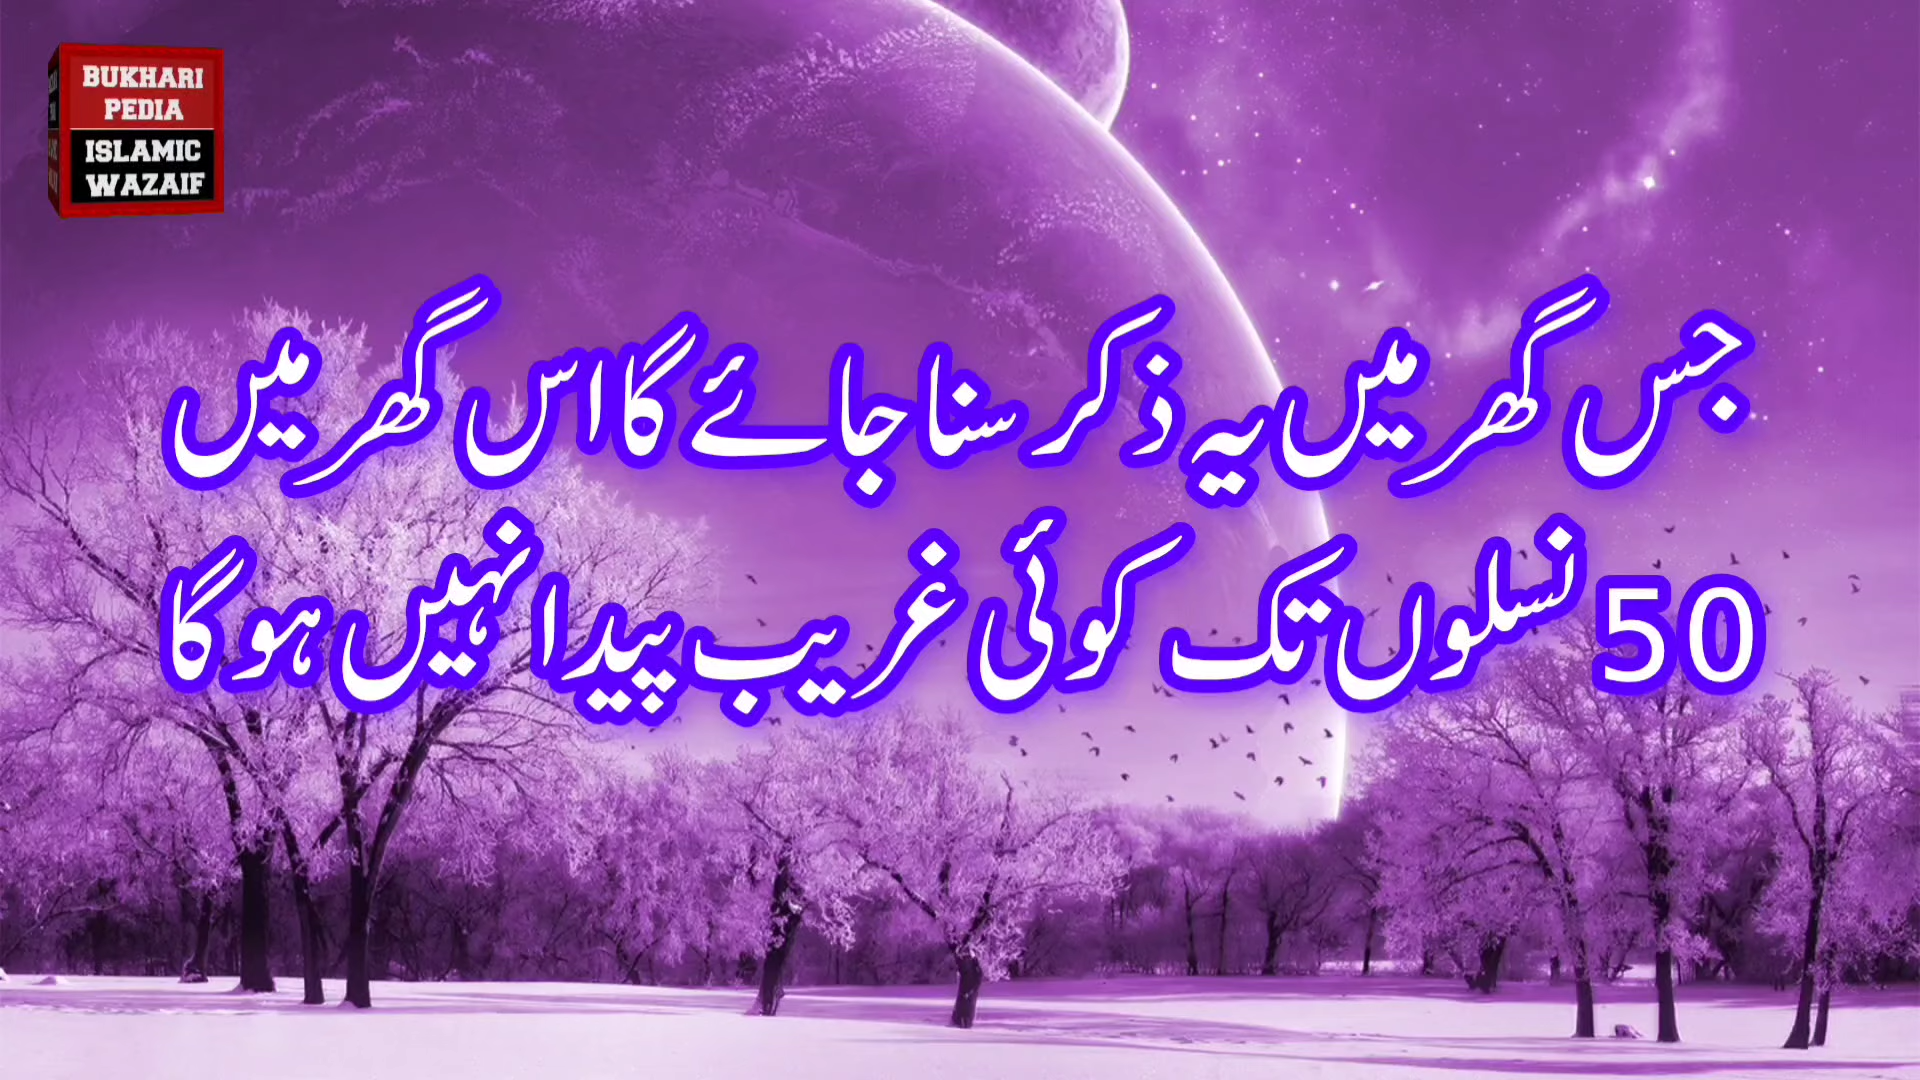 BUKHARI
PEDIA
ISLAMIC
WAZAIF
جس گھر میں یہ ذکر سنا جائے گا اس گھر میں
50 نسلوں تک کوئی غریب پیدا نہیں ہو گا